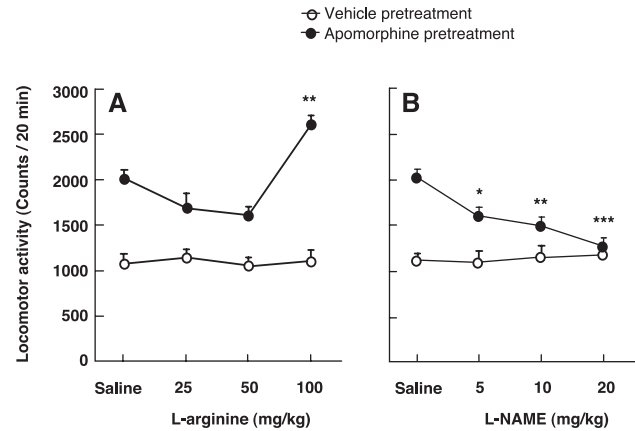 Vehicle pretreatment
Apomorphine pretreatment
A
B
**
*
**
***
Locomotor activity (Counts / 20 min)
3000
2500
2000
1500
1000
500
0
Saline 25 50 100
Saline 5 10 20
L-arginine (mg/kg)
L-NAME (mg/kg)